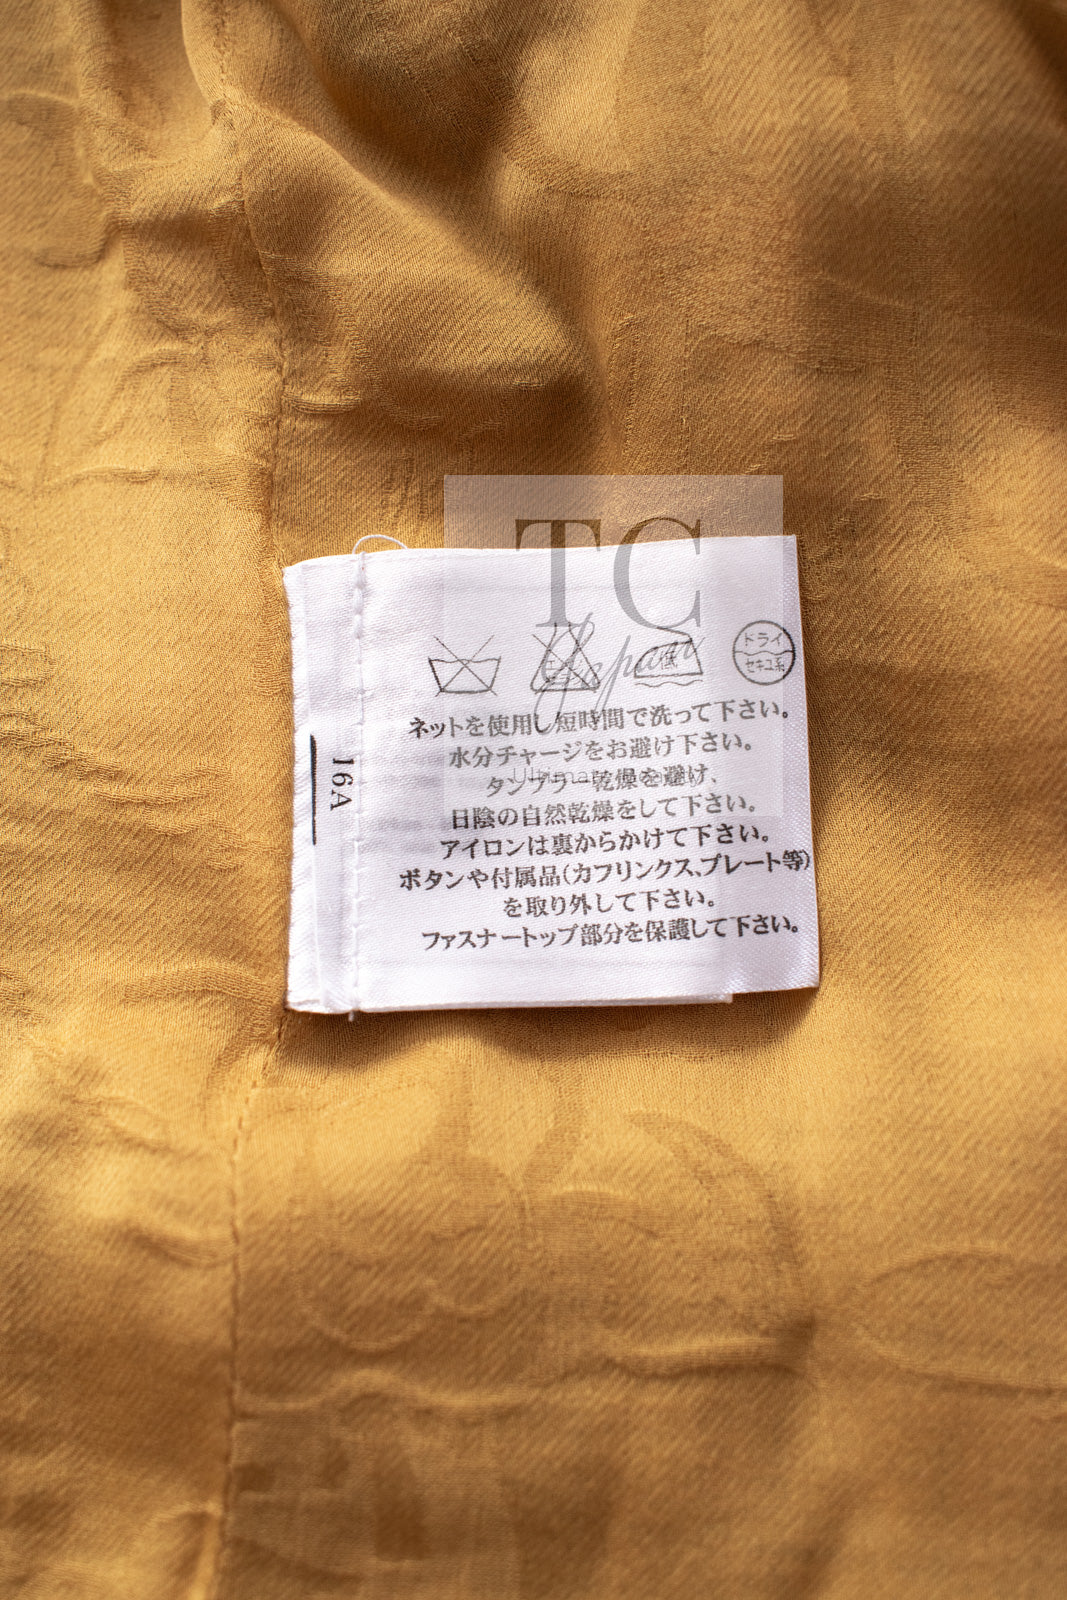 TC
Japan
エンソ
低
ドライ
セキユ系
ネットを使用し短時間で洗って下さい。
水分チャージをお避け下さい。
タンブラー乾燥を避け、
日陰の自然乾燥をして下さい。
アイロンは裏からかけて下さい。
ボタンや付属品(カフリンクス、プレート等)
を取り外して下さい。
ファスナートップ部分を保護して下さい。
16A